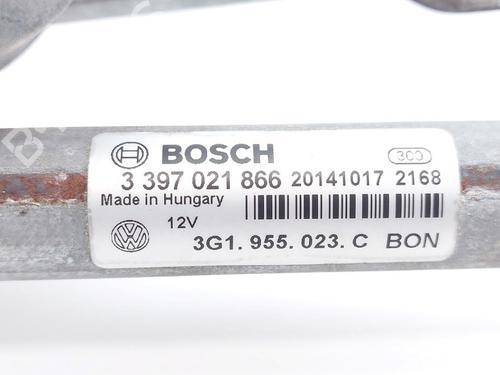 BOSCH 300
3 397 021 866 20141017 2168
Made in Hungary
12V
3G1.955.023.C BON